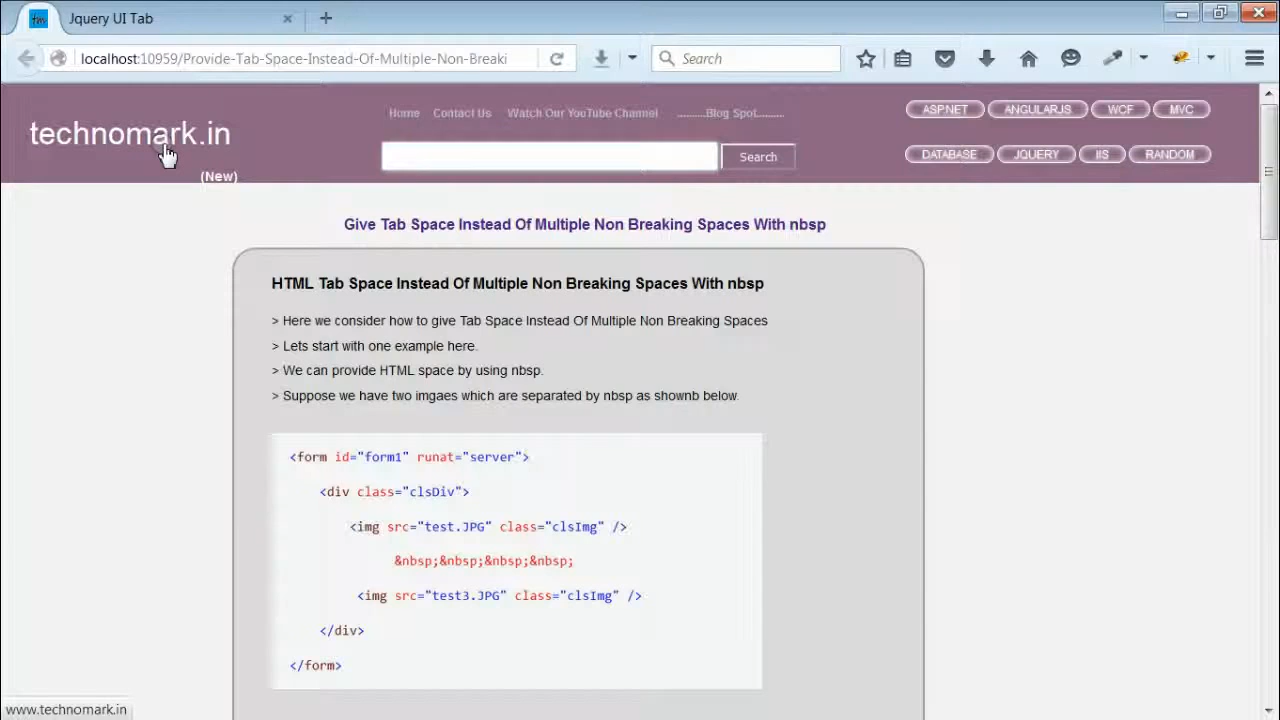 Jquery UI Tab
localhost:10959/Provide-Tab-Space-Instead-Of-Multiple-Non-Breaki
Search
technomark.in
(New)
Home Contact Us Watch Our YouTube Channel ..........Blog Spot..........
Search
ASP.NET ANGULARJS WCF MVC
DATABASE JQUERY IIS RANDOM
Give Tab Space Instead Of Multiple Non Breaking Spaces With nbsp
HTML Tab Space Instead Of Multiple Non Breaking Spaces With nbsp
> Here we consider how to give Tab Space Instead Of Multiple Non Breaking Spaces
> Lets start with one example here.
> We can provide HTML space by using nbsp.
> Suppose we have two imgaes which are separated by nbsp as shownb below.
<form id="form1" runat="server">
<div class="clsDiv">
<img src="test.JPG" class="clsImg" />
&nbsp;&nbsp;&nbsp;&nbsp;
<img src="test3.JPG" class="clsImg" />
</div>
</form>
www.technomark.in